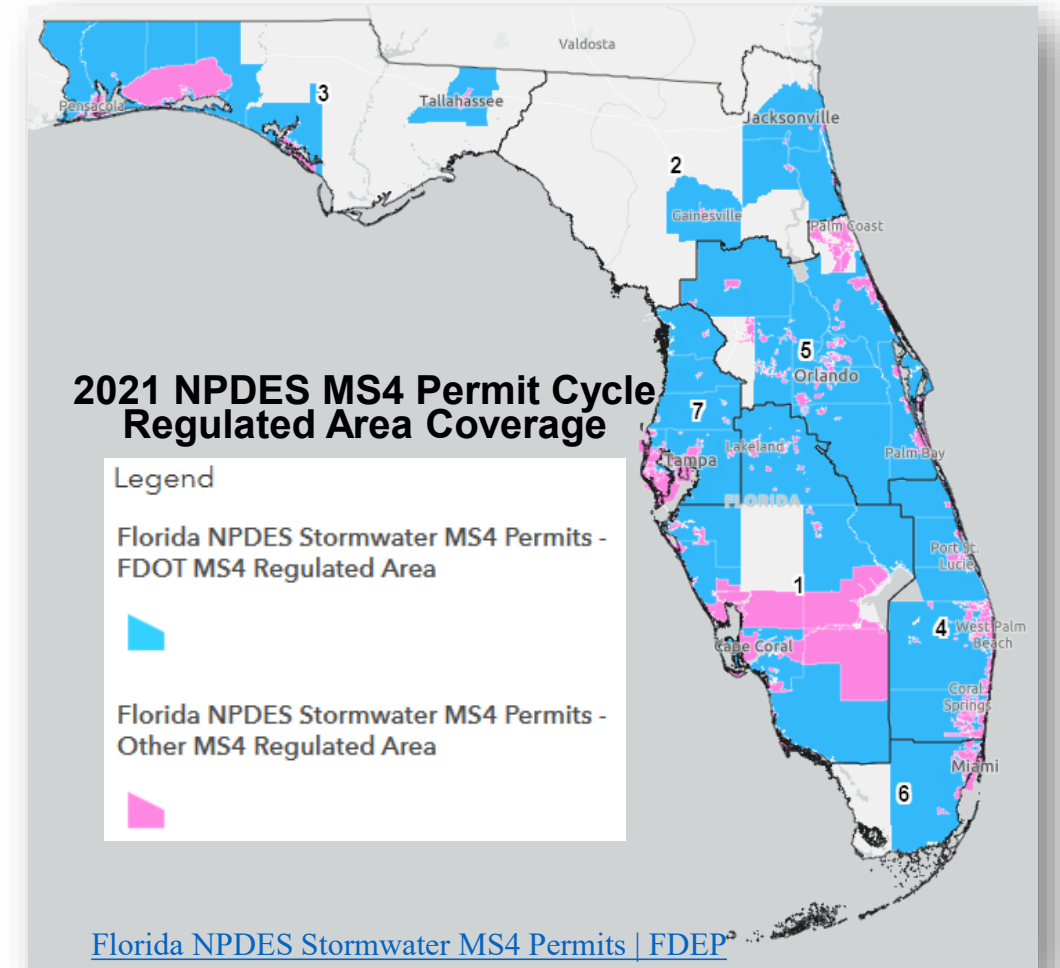 Valdosta
Pensacola
3
Tallahassee
Jacksonville
2
Gainesville
Palm Coast
5
Orlando
2021 NPDES MS4 Permit Cycle
Regulated Area Coverage
7
Lakeland
Tampa
Palm Bay
Legend
FLORIDA
Florida NPDES Stormwater MS4 Permits -
FDOT MS4 Regulated Area
Port St.
Lucie
1
4
West Palm
Beach
Cape Coral
Coral
Springs
Florida NPDES Stormwater MS4 Permits -
Other MS4 Regulated Area
Miami
6
Florida NPDES Stormwater MS4 Permits | FDEP